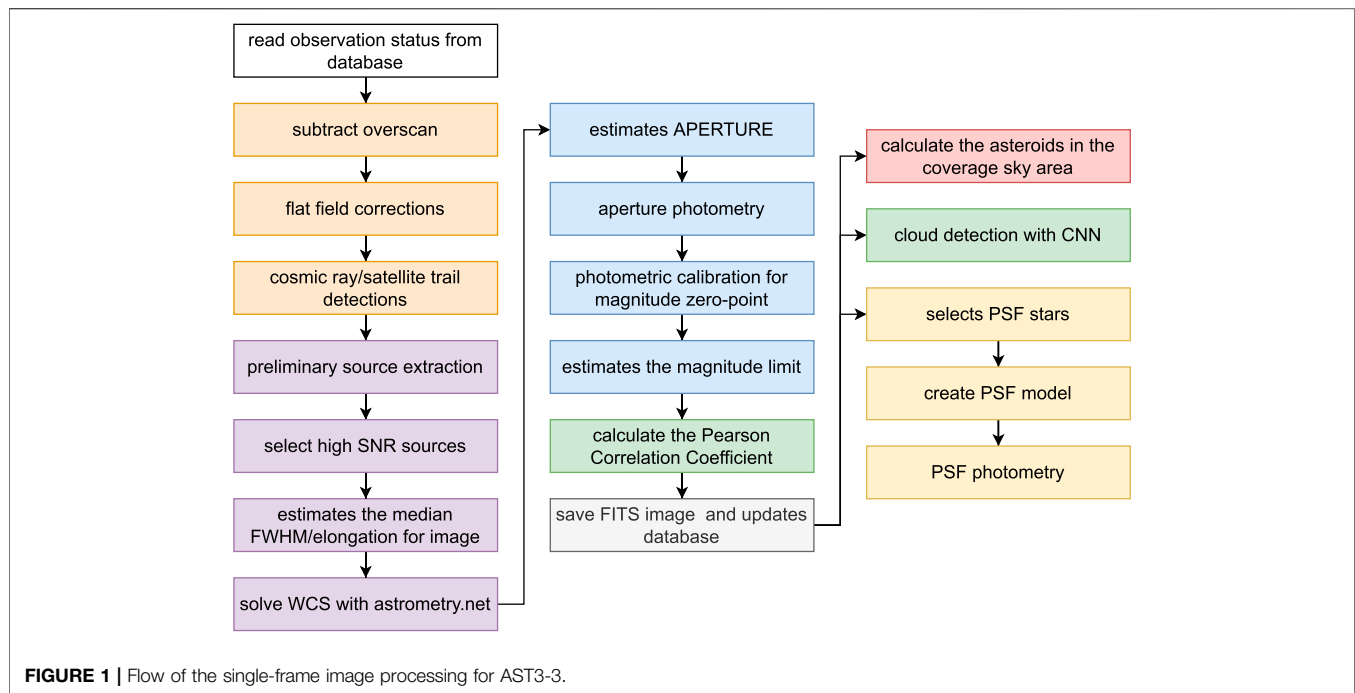 read observation status from
database
subtract overscan
flat field corrections
cosmic ray/satellite trail
detections
preliminary source extraction
select high SNR sources
estimates the median
FWHM/elongation for image
solve WCS with astrometry.net
estimates APERTURE
aperture photometry
photometric calibration for
magnitude zero-point
estimates the magnitude limit
calculate the Pearson
Correlation Coefficient
save FITS image  and updates
database
calculate the asteroids in the
coverage sky area
cloud detection with CNN
selects PSF stars
create PSF model
PSF photometry
FIGURE 1 | Flow of the single-frame image processing for AST3-3.